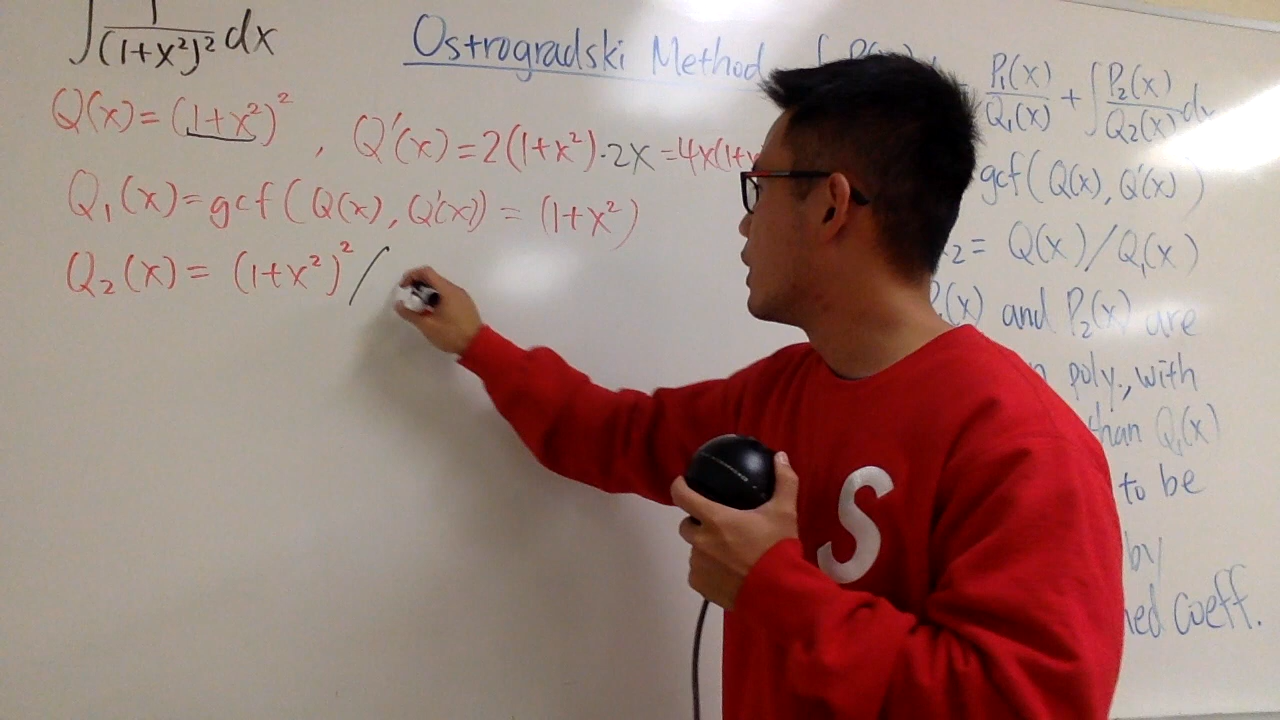 ∫ 1/(1+x²)² dx
Ostrogradski Method
P₁(x)/Q₁(x) + ∫ P₂(x)/Q₂(x) dx
Q(x) = (1+x²)² , Q'(x) = 2(1+x²)·2x = 4x(1+x
gcf(Q(x), Q'(x))
Q₁(x) = gcf(Q(x), Q'(x)) = (1+x²)
₂ = Q(x)/Q₁(x)
Q₂(x) = (1+x²)² /
(x) and P₂(x) are
poly., with
than Q₁(x)
to be
by
coeff.
S